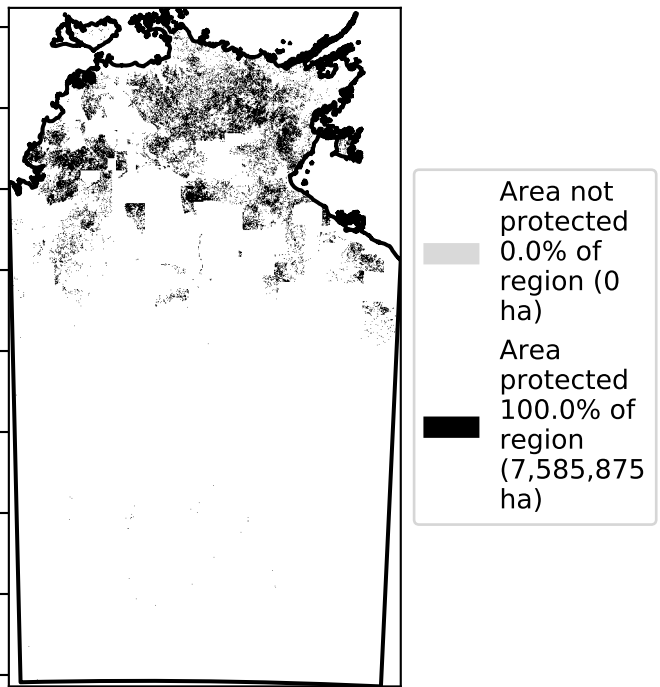 Area not
protected
0.0% of
region (0
ha)
Area
protected
100.0% of
region
(7,585,875
ha)